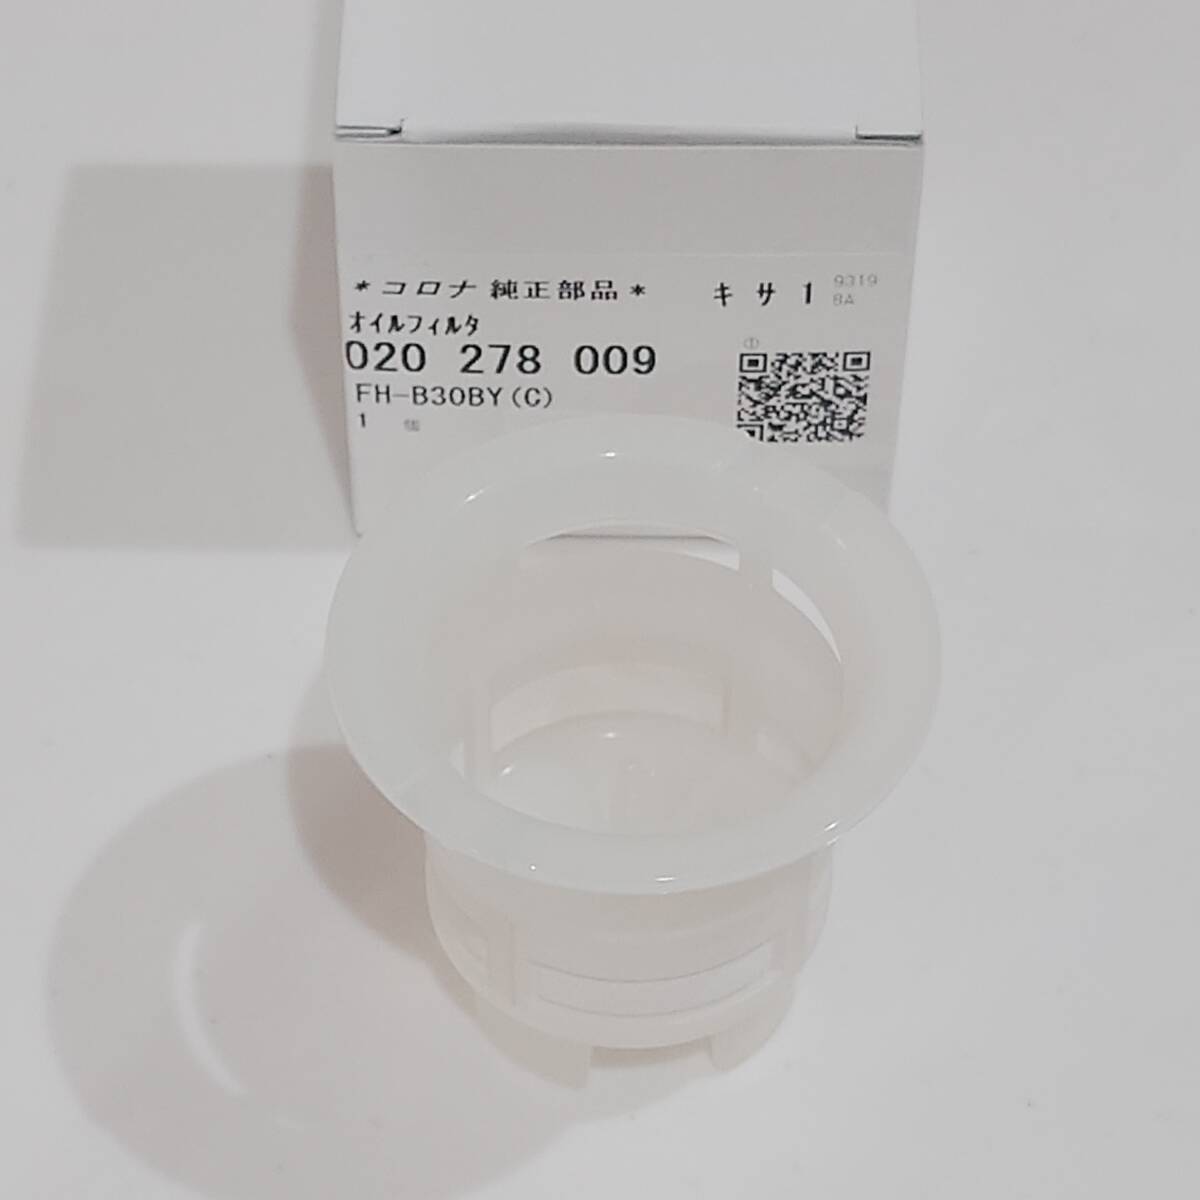 *コロナ 純正部品* キサ1 9319
8A
オイルフィルタ
020 278 009
①
FH-B30BY(C)
1 個